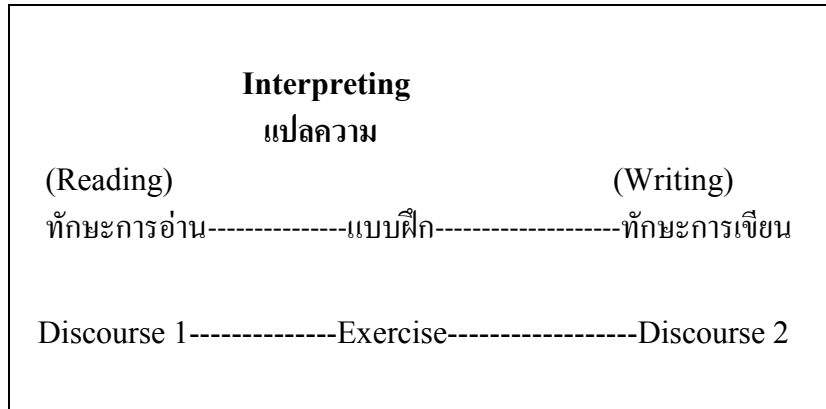 Interpreting
แปลความ
(Reading) (Writing)
ทักษะการอ่าน---------------แบบฝึก--------------------ทักษะการเขียน
Discourse 1--------------Exercise------------------Discourse 2